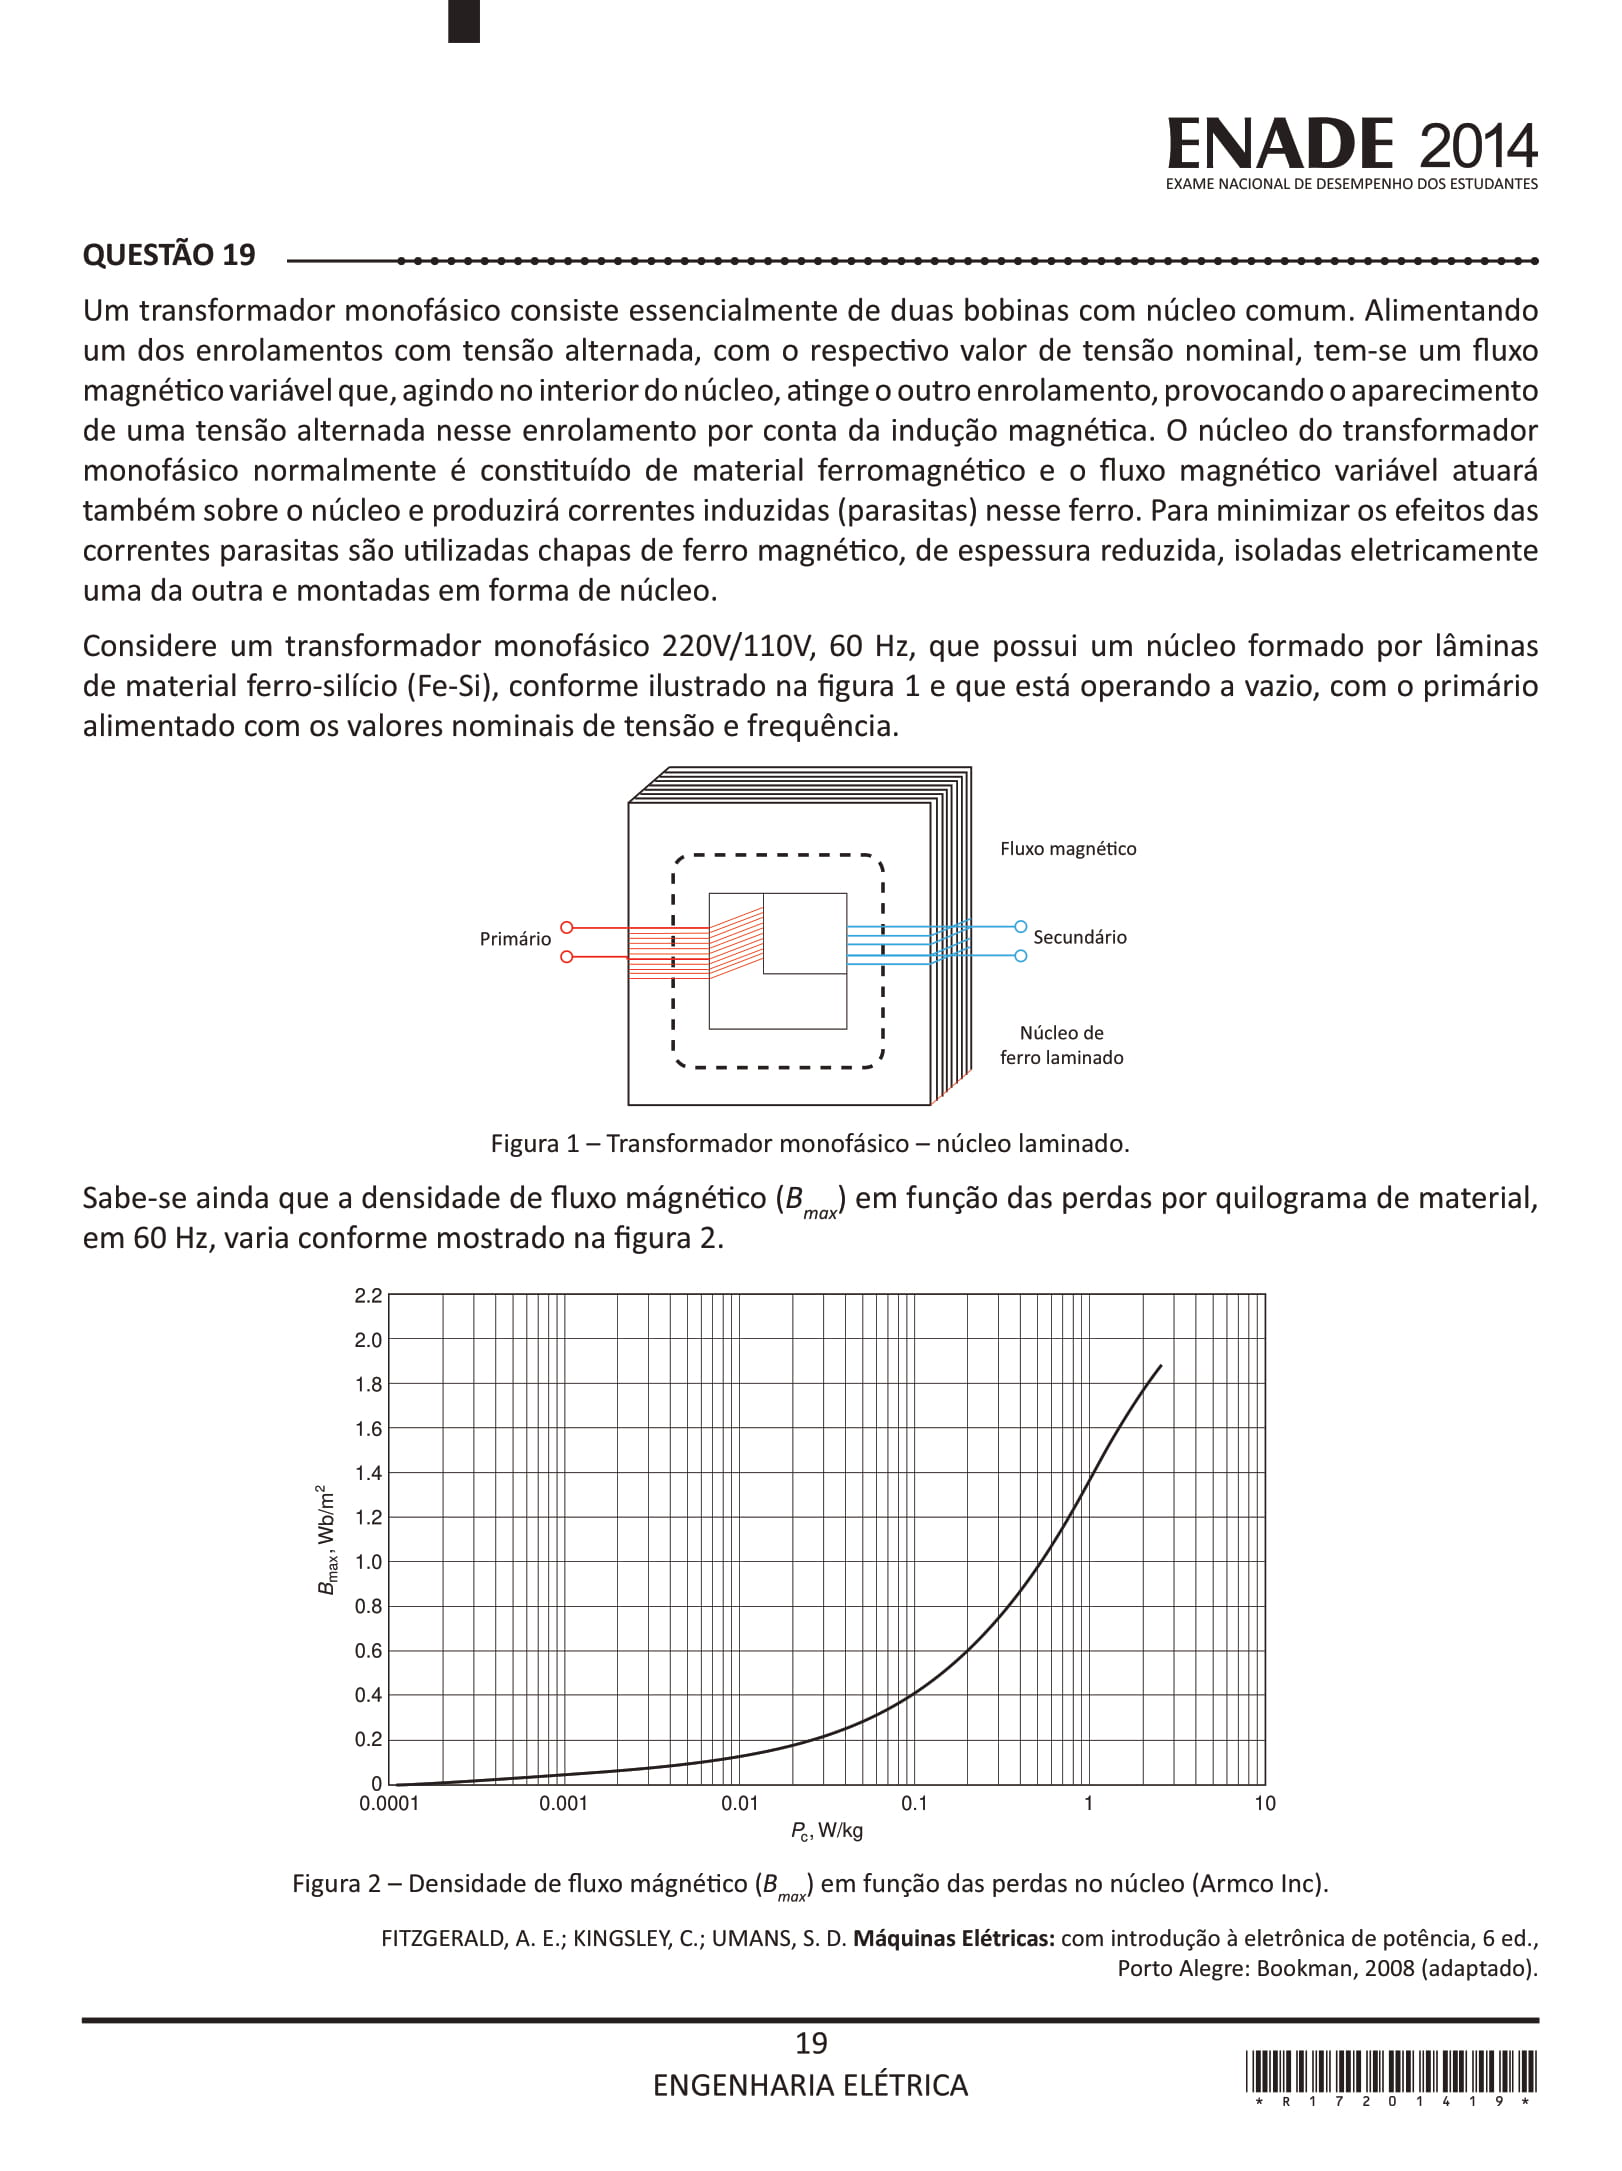 ENADE 2014
EXAME NACIONAL DE DESEMPENHO DOS ESTUDANTES
QUESTÃO 19
Um transformador monofásico consiste essencialmente de duas bobinas com núcleo comum. Alimentando
um dos enrolamentos com tensão alternada, com o respectivo valor de tensão nominal, tem-se um fluxo
magnético variável que, agindo no interior do núcleo, atinge o outro enrolamento, provocando o aparecimento
de uma tensão alternada nesse enrolamento por conta da indução magnética. O núcleo do transformador
monofásico normalmente é constituído de material ferromagnético e o fluxo magnético variável atuará
também sobre o núcleo e produzirá correntes induzidas (parasitas) nesse ferro. Para minimizar os efeitos das
correntes parasitas são utilizadas chapas de ferro magnético, de espessura reduzida, isoladas eletricamente
uma da outra e montadas em forma de núcleo.
Considere um transformador monofásico 220V/110V, 60 Hz, que possui um núcleo formado por lâminas
de material ferro-silício (Fe-Si), conforme ilustrado na figura 1 e que está operando a vazio, com o primário
alimentado com os valores nominais de tensão e frequência.
Fluxo magnético
Primário
Secundário
Núcleo de
ferro laminado
Figura 1 – Transformador monofásico – núcleo laminado.
Sabe-se ainda que a densidade de fluxo mágnético (Bmax) em função das perdas por quilograma de material,
em 60 Hz, varia conforme mostrado na figura 2.
2.2
2.0
1.8
1.6
1.4
1.2
1.0
0.8
0.6
0.4
0.2
0
Bmax, Wb/m2
0.0001 0.001 0.01 0.1 1 10
Pc, W/kg
Figura 2 – Densidade de fluxo mágnético (Bmax) em função das perdas no núcleo (Armco Inc).
FITZGERALD, A. E.; KINGSLEY, C.; UMANS, S. D. Máquinas Elétricas: com introdução à eletrônica de potência, 6 ed.,
Porto Alegre: Bookman, 2008 (adaptado).
19
ENGENHARIA ELÉTRICA
* R 1 7 2 0 1 4 1 9 *